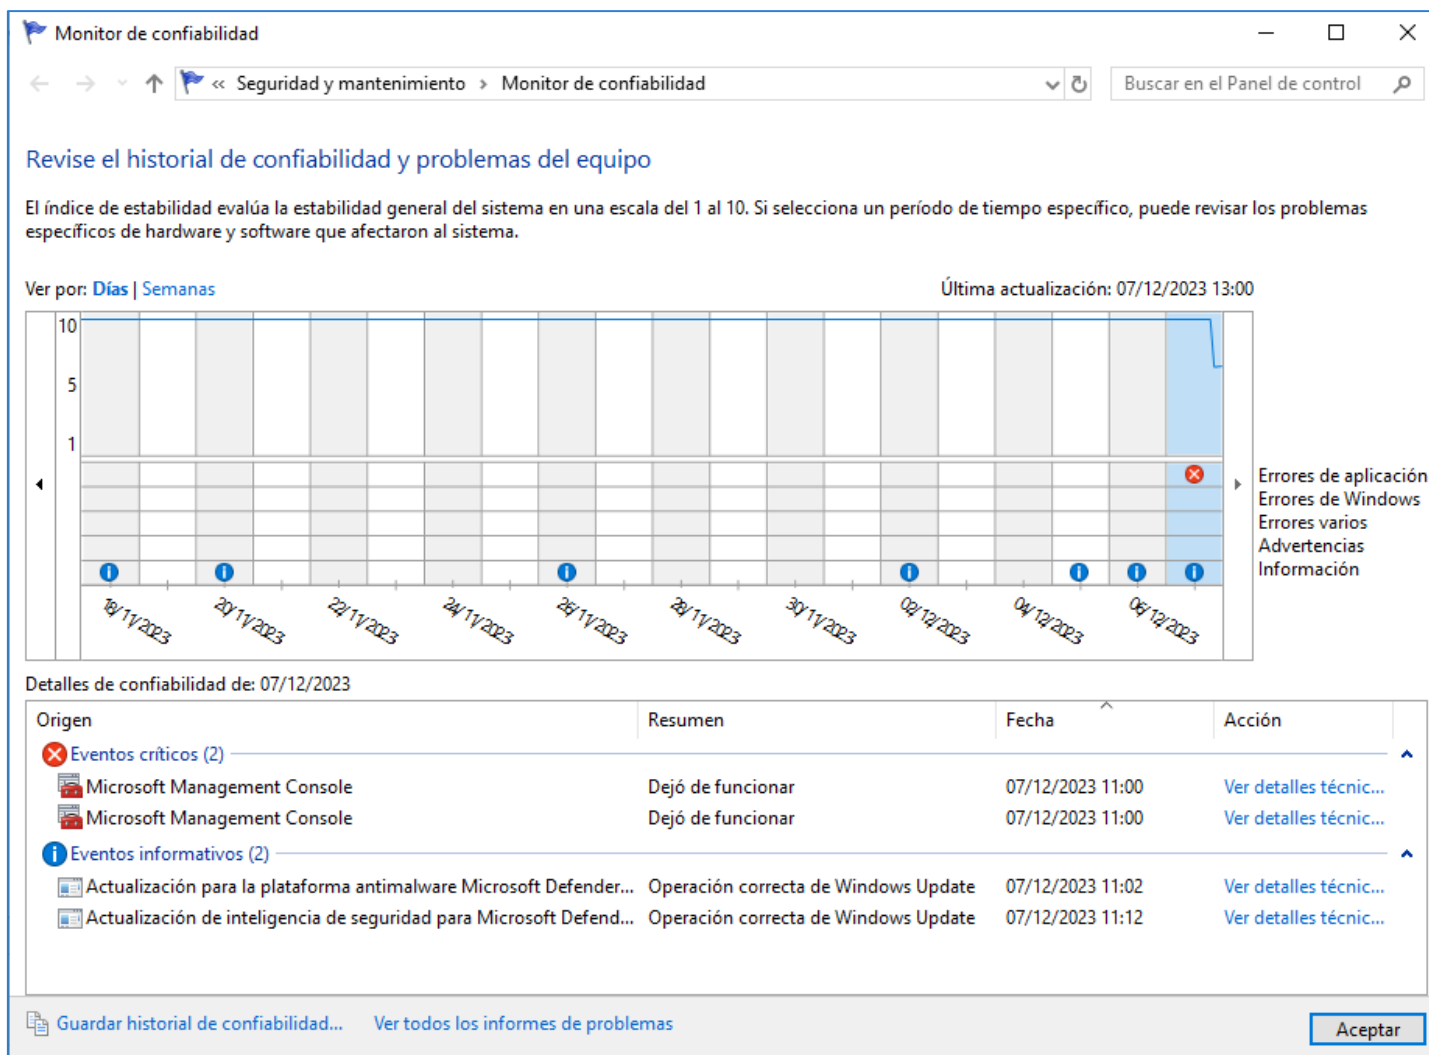 Monitor de confiabilidad
« Seguridad y mantenimiento > Monitor de confiabilidad
Buscar en el Panel de control
Revise el historial de confiabilidad y problemas del equipo
El índice de estabilidad evalúa la estabilidad general del sistema en una escala del 1 al 10. Si selecciona un período de tiempo específico, puede revisar los problemas
específicos de hardware y software que afectaron al sistema.
Ver por: Días | Semanas
Última actualización: 07/12/2023 13:00
10
5
1
Errores de aplicación
Errores de Windows
Errores varios
Advertencias
Información
18/11/2023 20/11/2023 22/11/2023 24/11/2023 26/11/2023 28/11/2023 30/11/2023 02/12/2023 04/12/2023 06/12/2023
Detalles de confiabilidad de: 07/12/2023
Origen Resumen Fecha Acción
Eventos críticos (2)
Microsoft Management Console Dejó de funcionar 07/12/2023 11:00 Ver detalles técnic...
Microsoft Management Console Dejó de funcionar 07/12/2023 11:00 Ver detalles técnic...
Eventos informativos (2)
Actualización para la plataforma antimalware Microsoft Defender... Operación correcta de Windows Update 07/12/2023 11:02 Ver detalles técnic...
Actualización de inteligencia de seguridad para Microsoft Defend... Operación correcta de Windows Update 07/12/2023 11:12 Ver detalles técnic...
Guardar historial de confiabilidad... Ver todos los informes de problemas
Aceptar